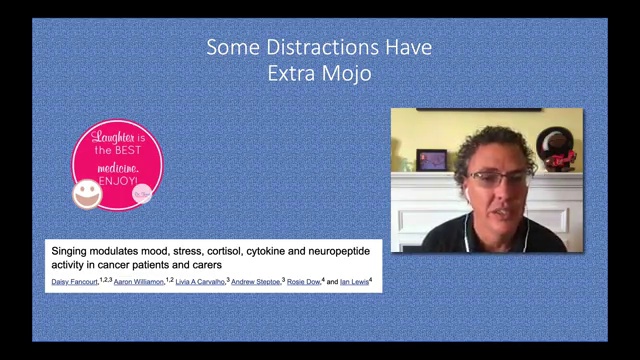 Some Distractions Have
Extra Mojo
Laughter is
the BEST
medicine.
ENJOY!
Singing modulates mood, stress, cortisol, cytokine and neuropeptide
activity in cancer patients and carers
Daisy Fancourt,1,2,3 Aaron Williamon,1,2 Livia A Carvalho,3 Andrew Steptoe,3 Rosie Dow,4 and Ian Lewis4